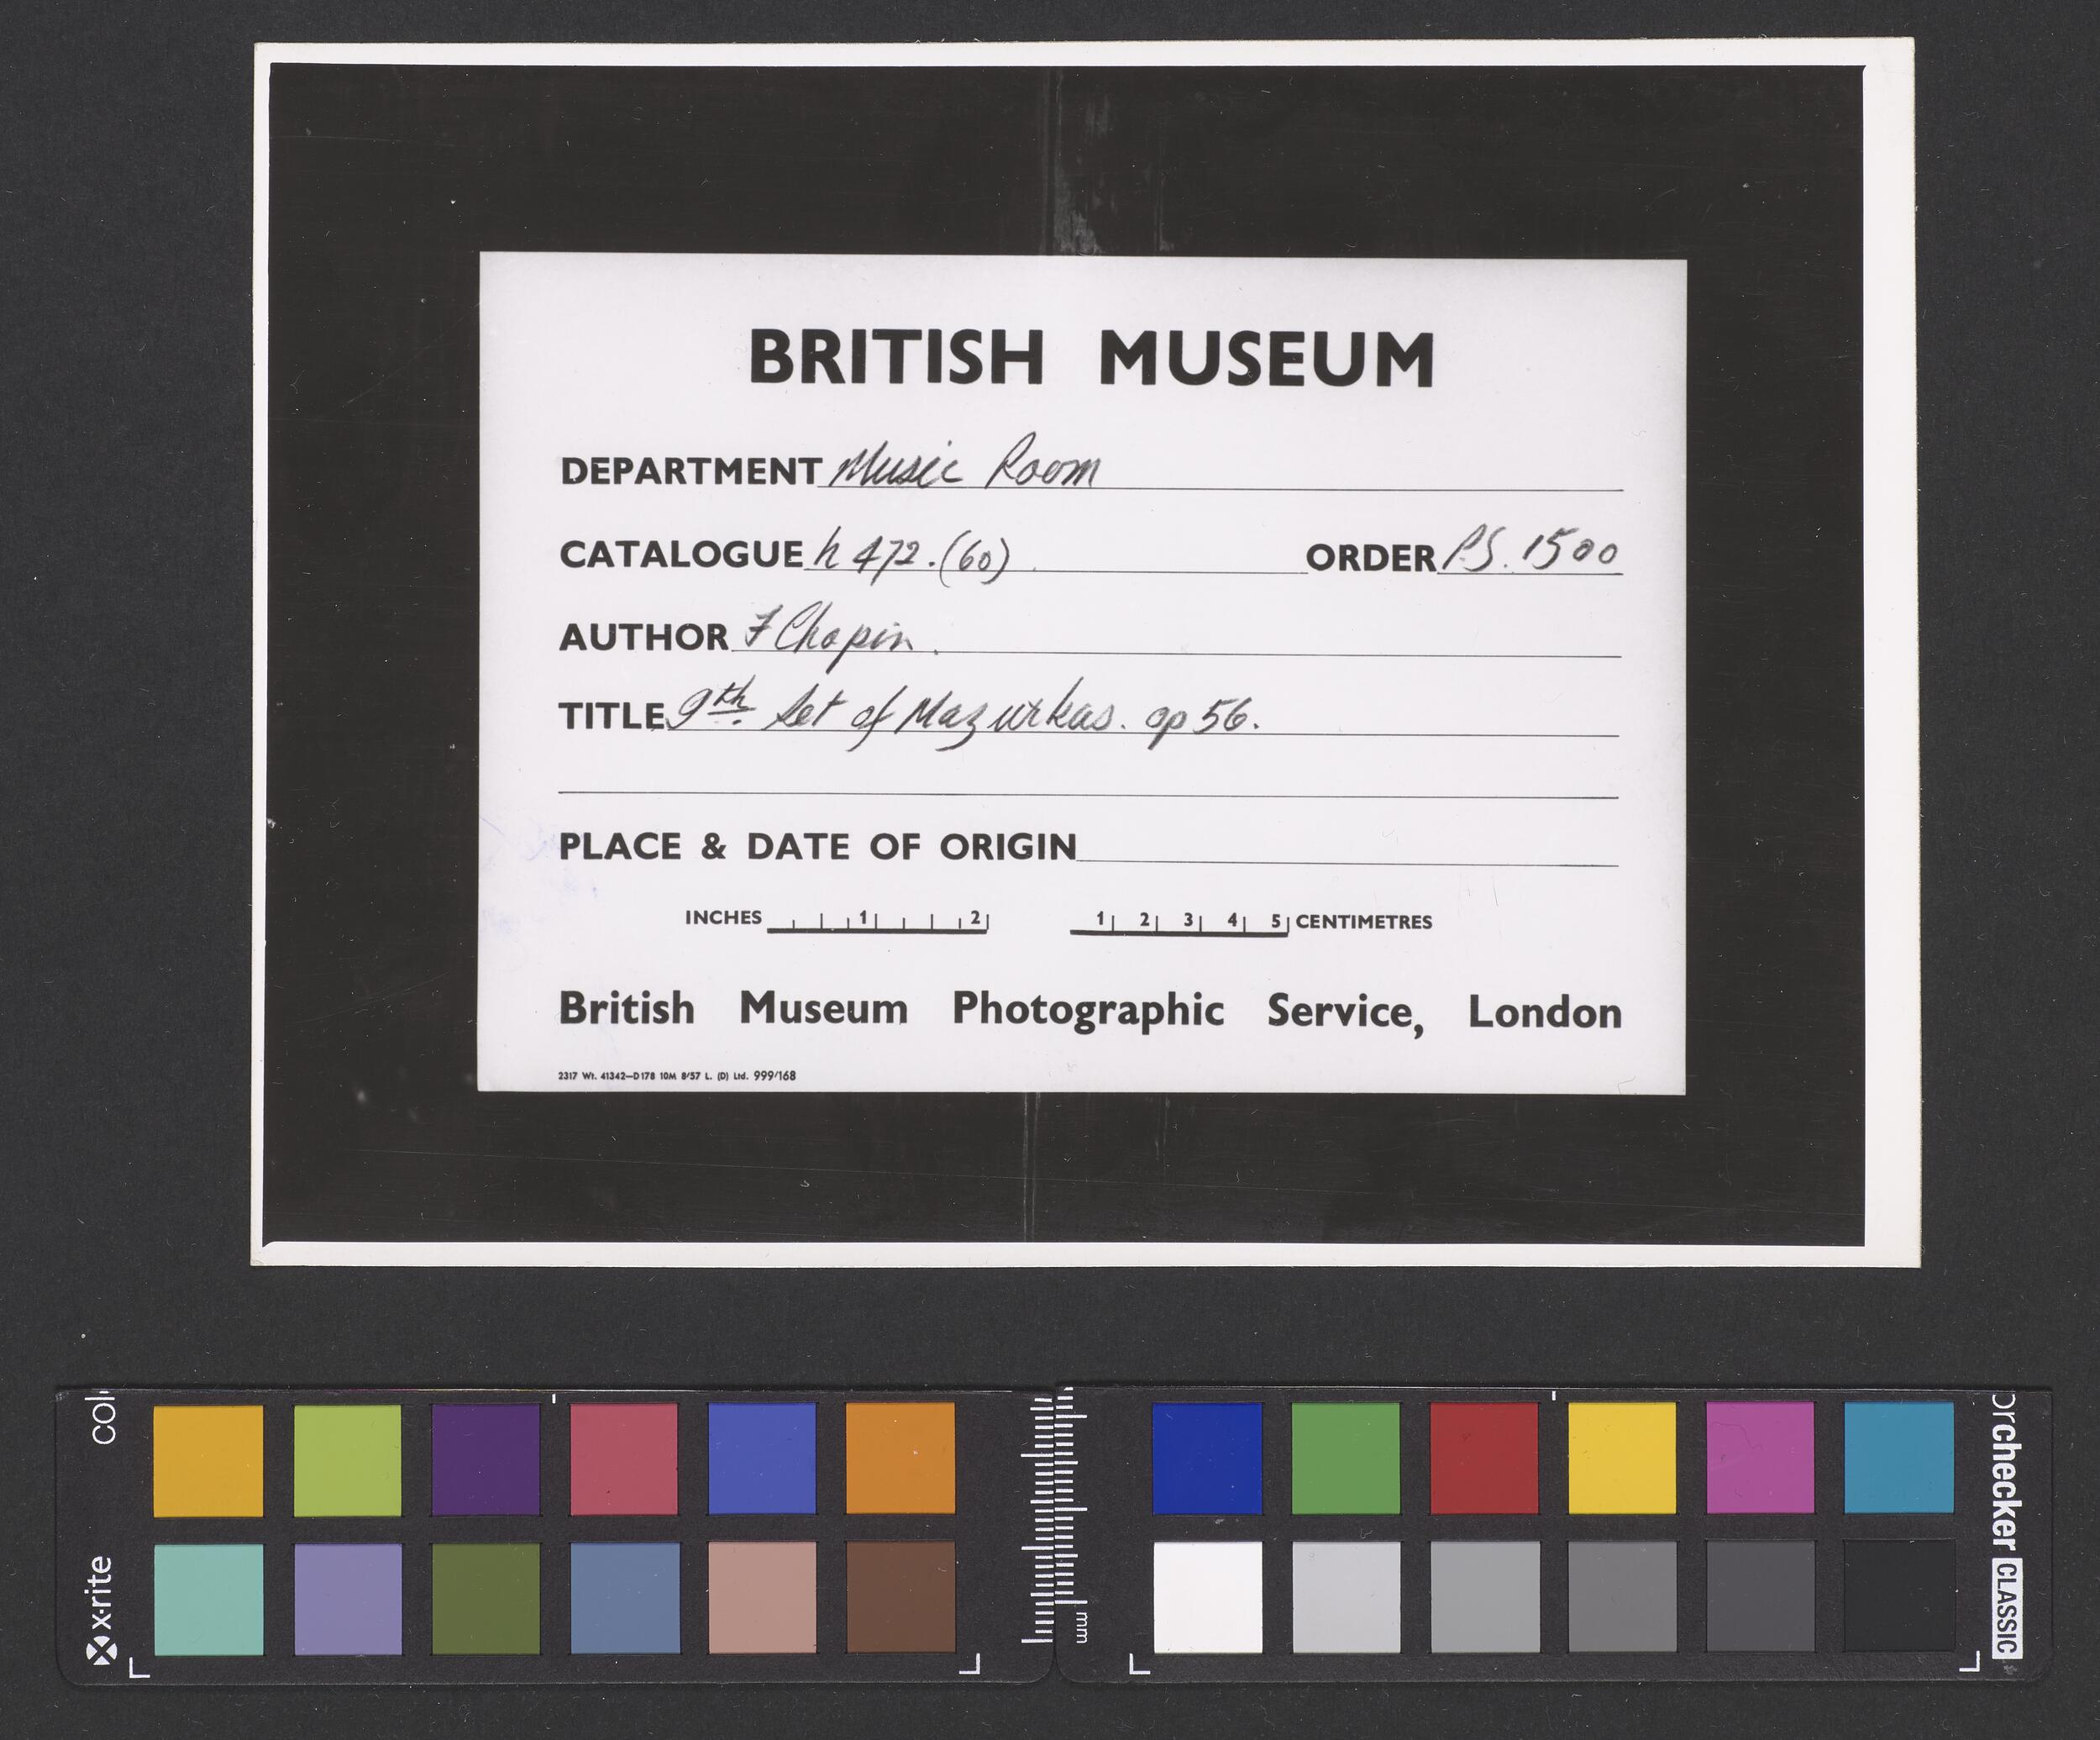 BRITISH MUSEUM
DEPARTMENT Music Room
CATALOGUE h 472.(60). ORDER P.S. 1500
AUTHOR F Chopin.
TITLE 9th Set of Mazurkas. op 56.
PLACE & DATE OF ORIGIN
INCHES 1 2 1 2 3 4 5 CENTIMETRES
British Museum Photographic Service, London
2317 Wt. 41342—D178 10M 8/57 L. (D) Ltd. 999/168
x-rite col
mm
orchecker CLASSIC